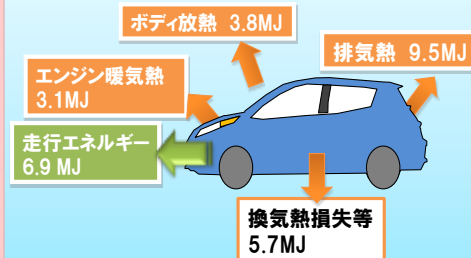 ボディ放熱 3.8MJ
排気熱 9.5MJ
エンジン暖気熱
3.1MJ
走行エネルギー
6.9 MJ
換気熱損失等
5.7MJ